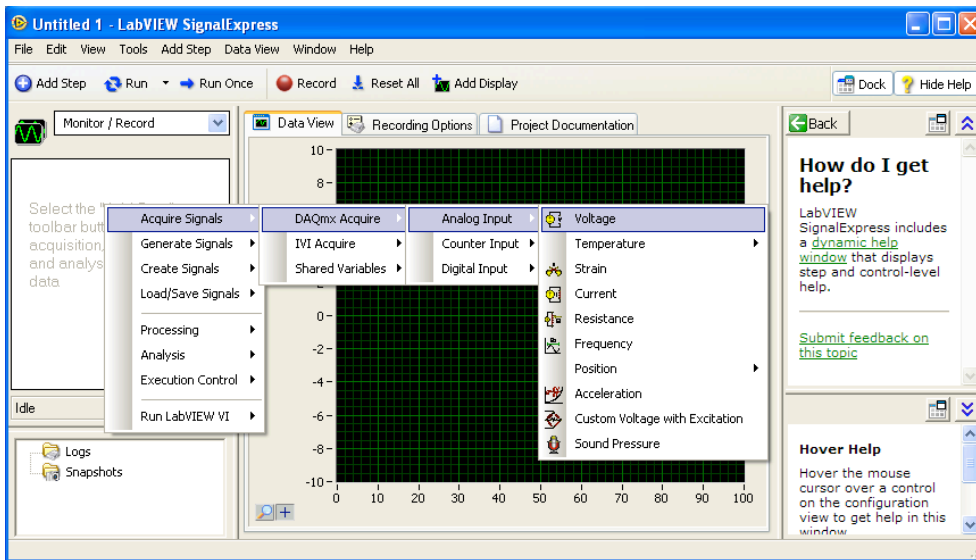 Untitled 1 - LabVIEW SignalExpress
File Edit View Tools Add Step Data View Window Help
Add Step Run Run Once Record Reset All Add Display Dock Hide Help
Monitor / Record
Data View Recording Options Project Documentation
Back
Select the
toolbar
acquisition,
and
data
Acquire Signals
Generate Signals
Create Signals
Load/Save Signals
Processing
Analysis
Execution Control
Run LabVIEW VI
DAQmx Acquire
IVI Acquire
Shared Variables
Analog Input
Counter Input
Digital Input
Voltage
Temperature
Strain
Current
Resistance
Frequency
Position
Acceleration
Custom Voltage with Excitation
Sound Pressure
10
8
0
-2
-4
-6
-8
-10
0 10 20 30 40 50 60 70 80 90 100
Idle
Logs
Snapshots
How do I get
help?
LabVIEW
SignalExpress includes
a dynamic help
window that displays
step and control-level
help.
Submit feedback on
this topic
Hover Help
Hover the mouse
cursor over a control
on the configuration
view to get help in this
window